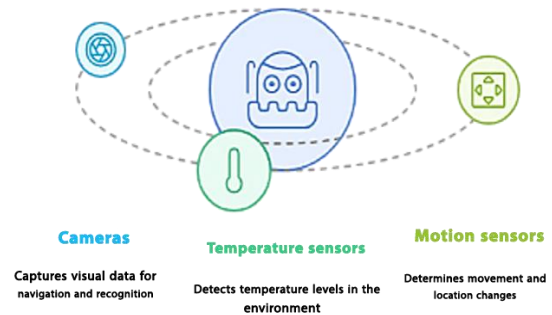 Cameras
Captures visual data for
navigation and recognition
Temperature sensors
Detects temperature levels in the
environment
Motion sensors
Determines movement and
location changes